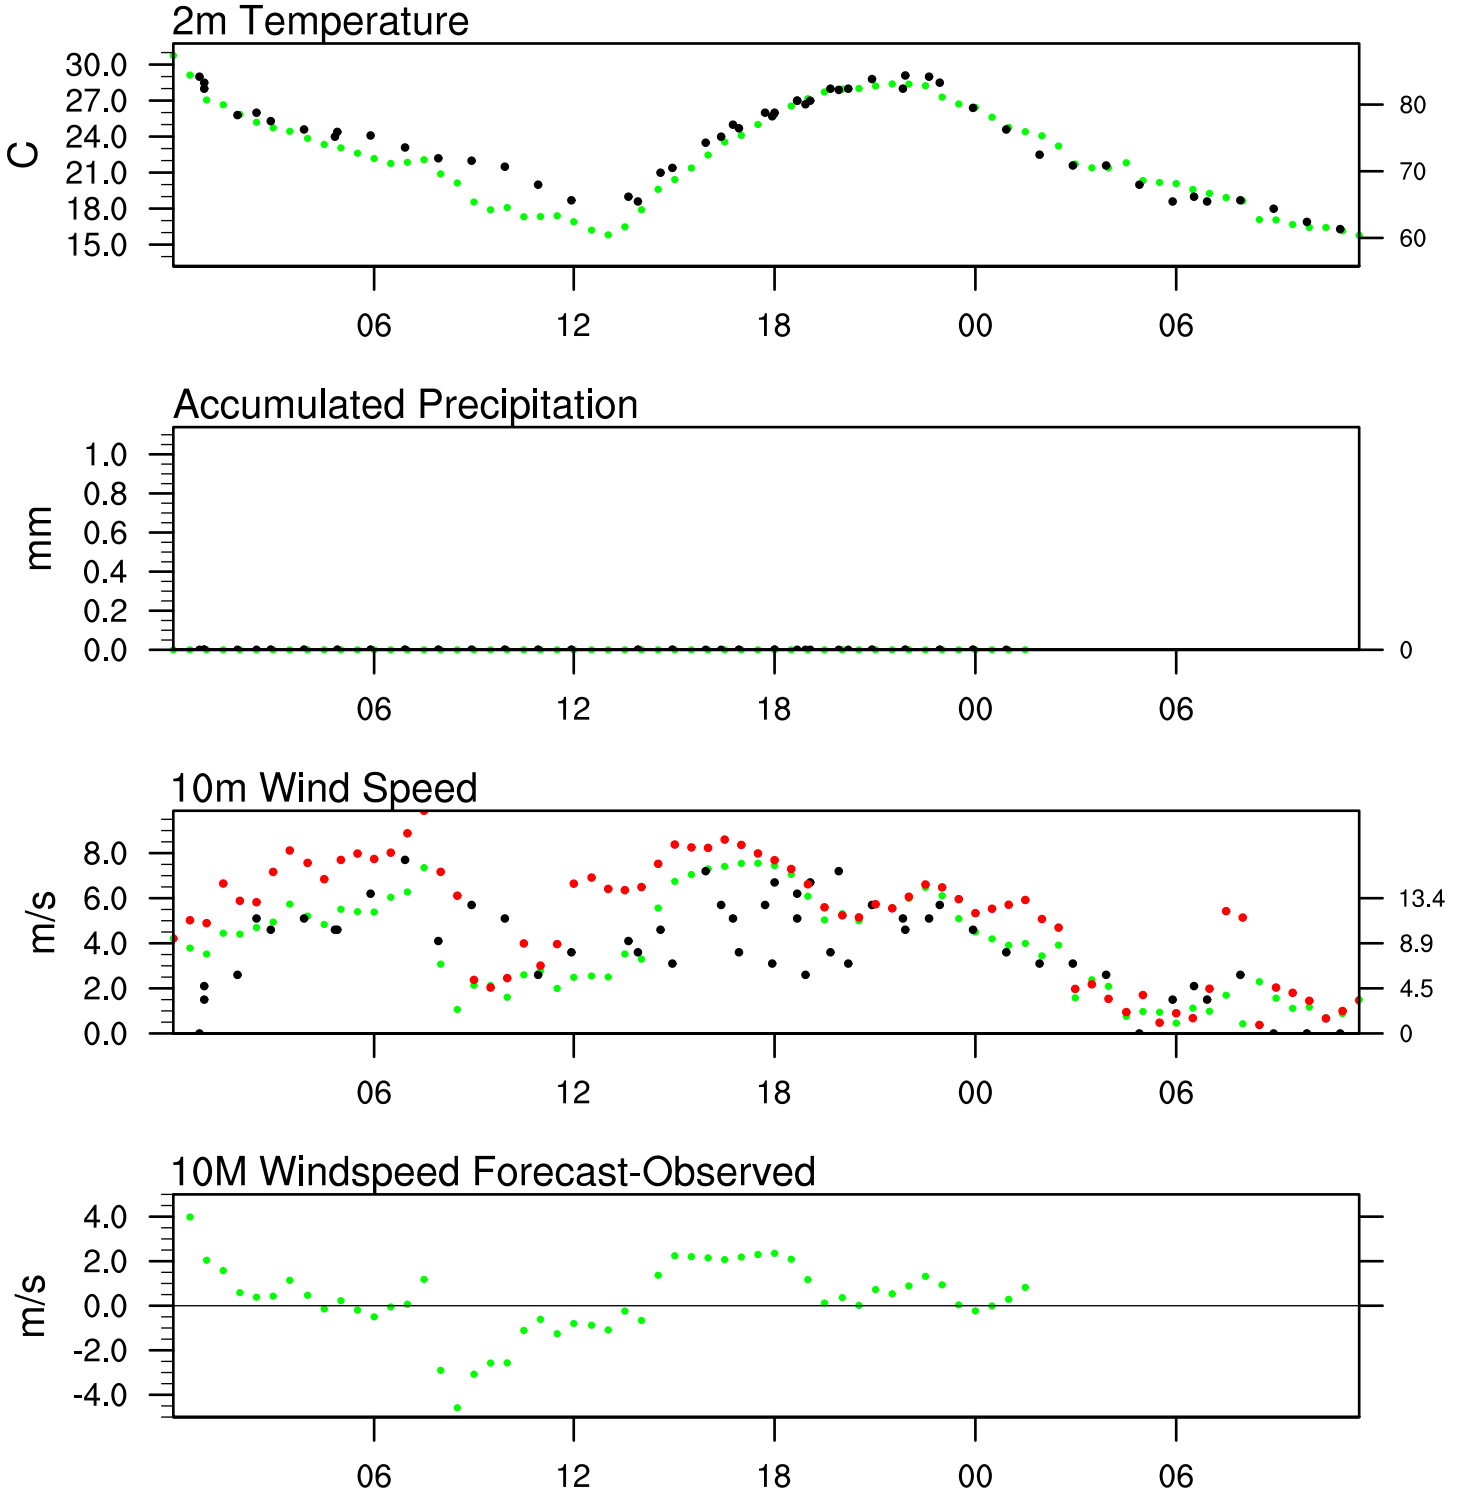 2m Temperature
C
30.0
27.0
24.0
21.0
18.0
15.0
80
70
60
06 12 18 00 06
Accumulated Precipitation
mm
1.0
0.8
0.6
0.4
0.2
0.0
0
06 12 18 00 06
10m Wind Speed
m/s
8.0
6.0
4.0
2.0
0.0
13.4
8.9
4.5
0
06 12 18 00 06
10M Windspeed Forecast-Observed
m/s
4.0
2.0
0.0
-2.0
-4.0
06 12 18 00 06